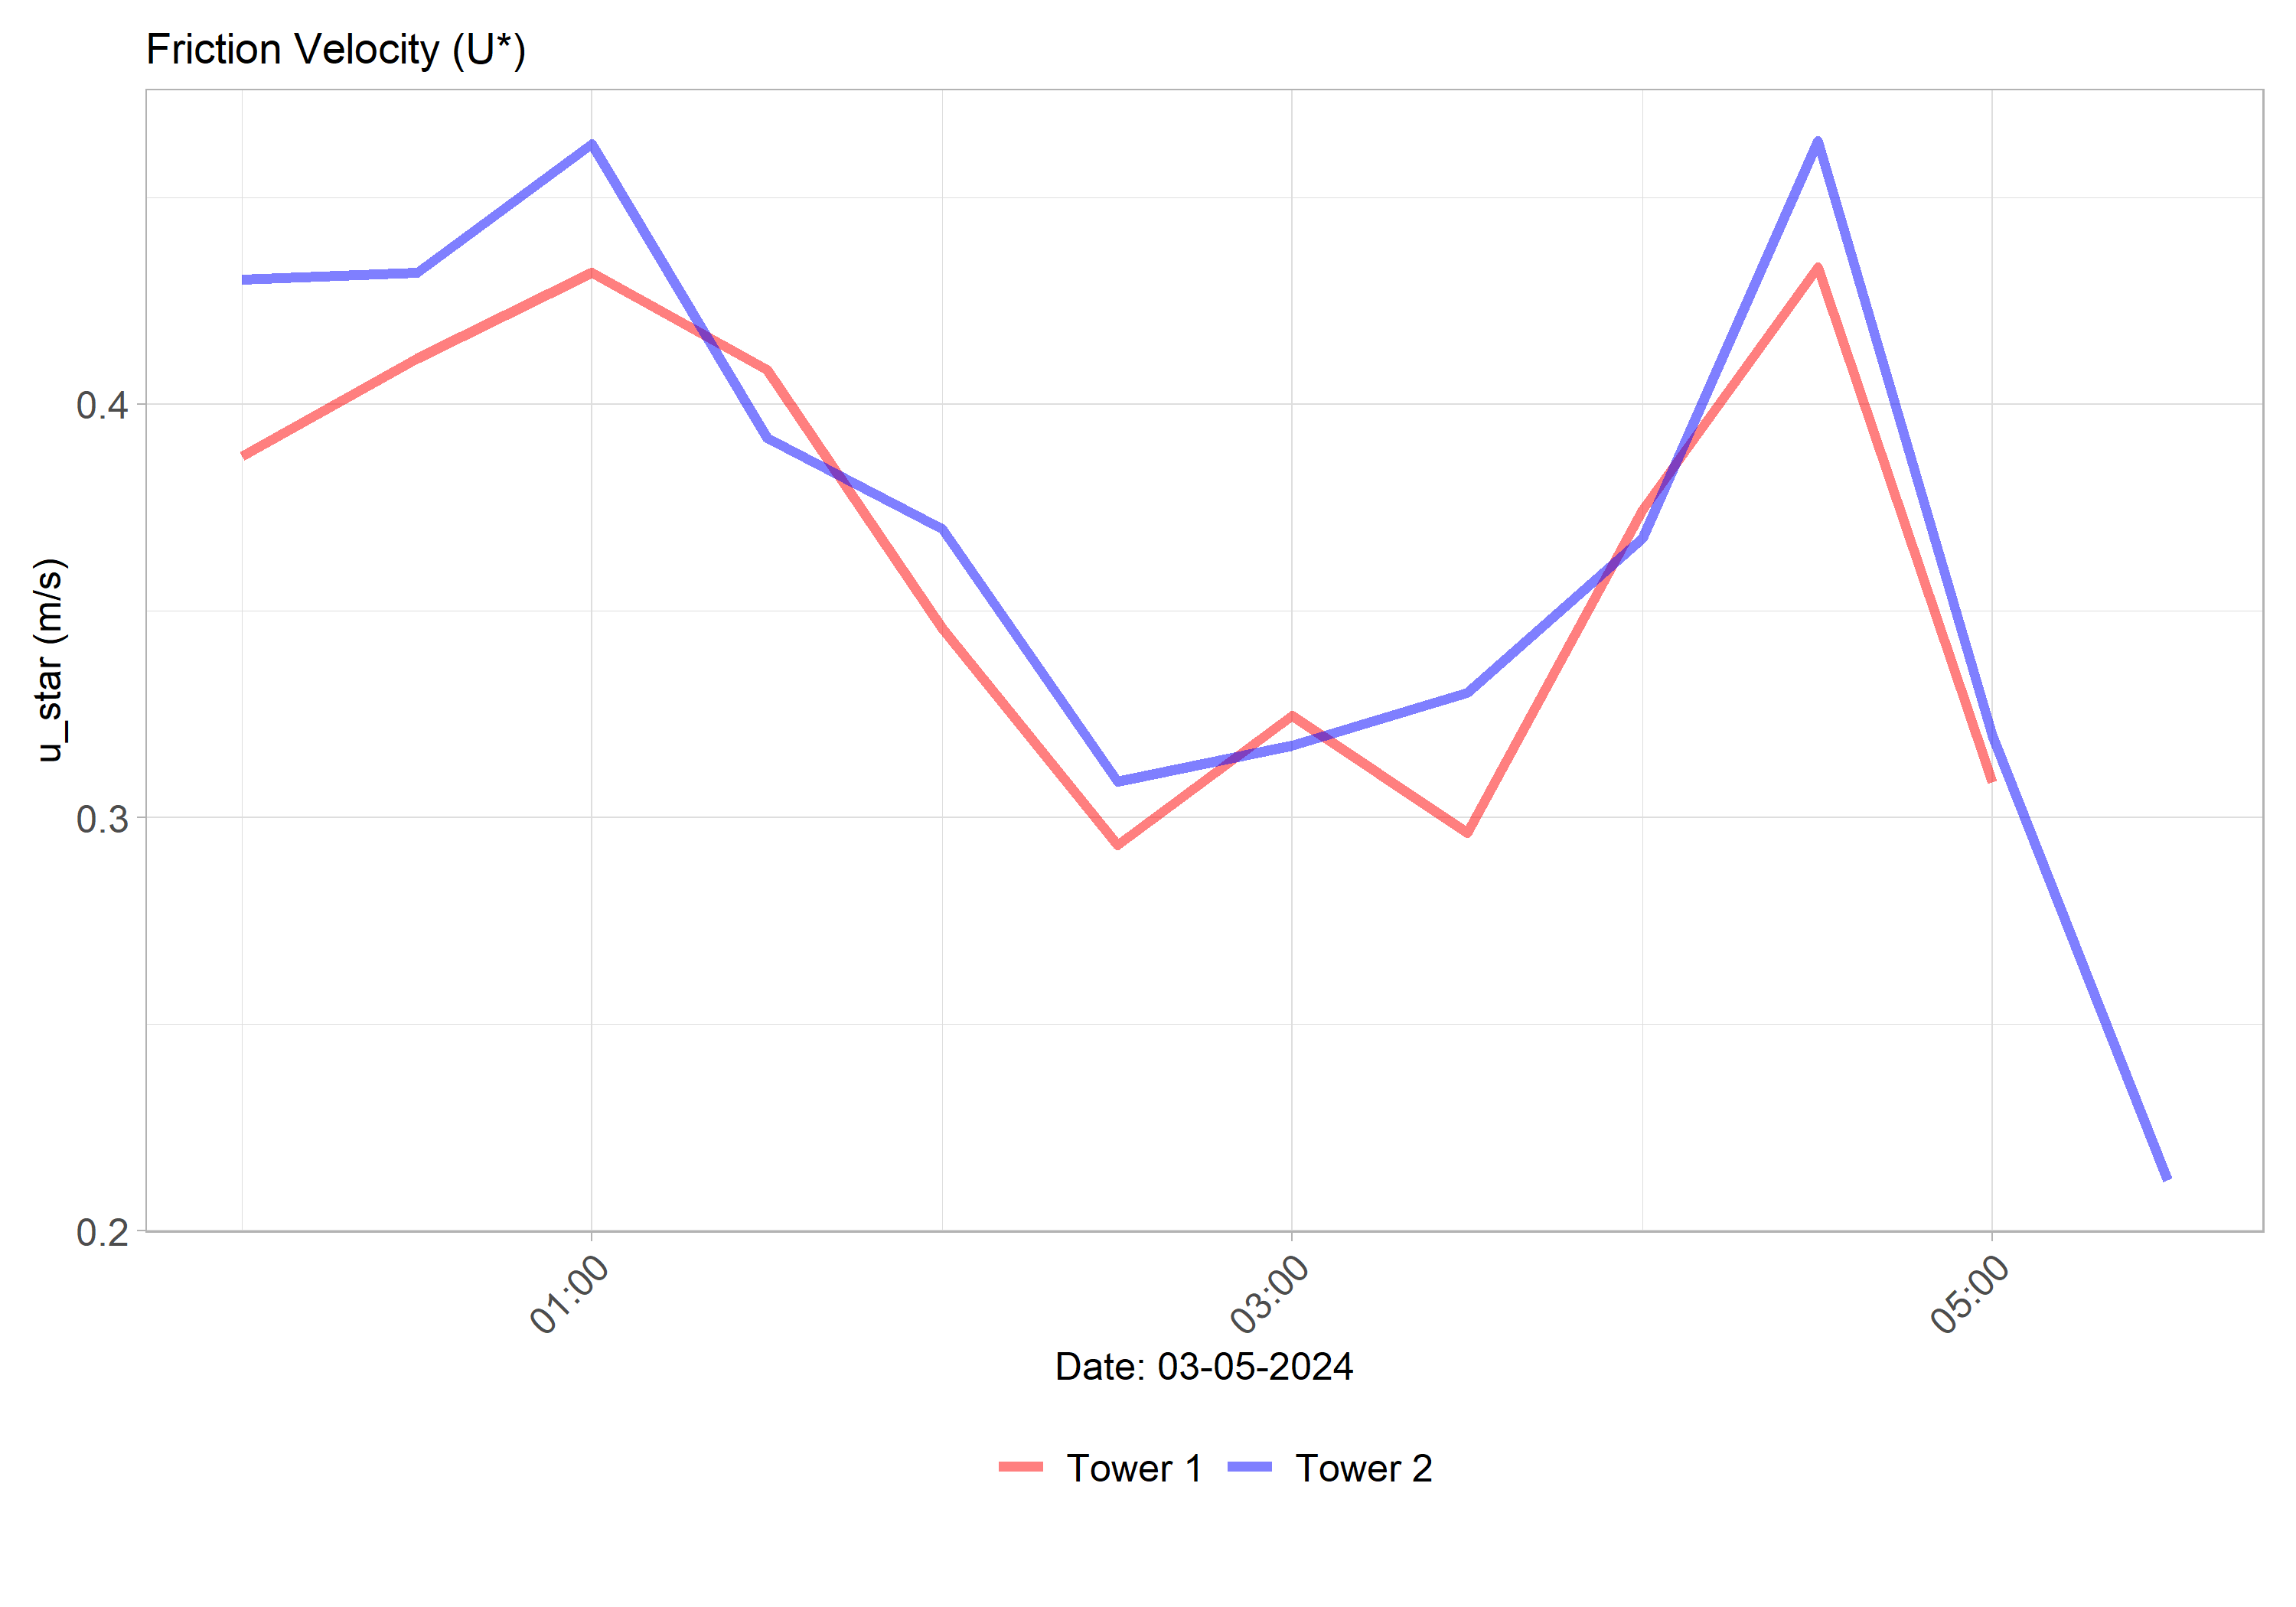 Friction Velocity (U*)
u_star (m/s)
0.4
0.3
0.2
01:00
03:00
05:00
Date: 03-05-2024
Tower 1
Tower 2